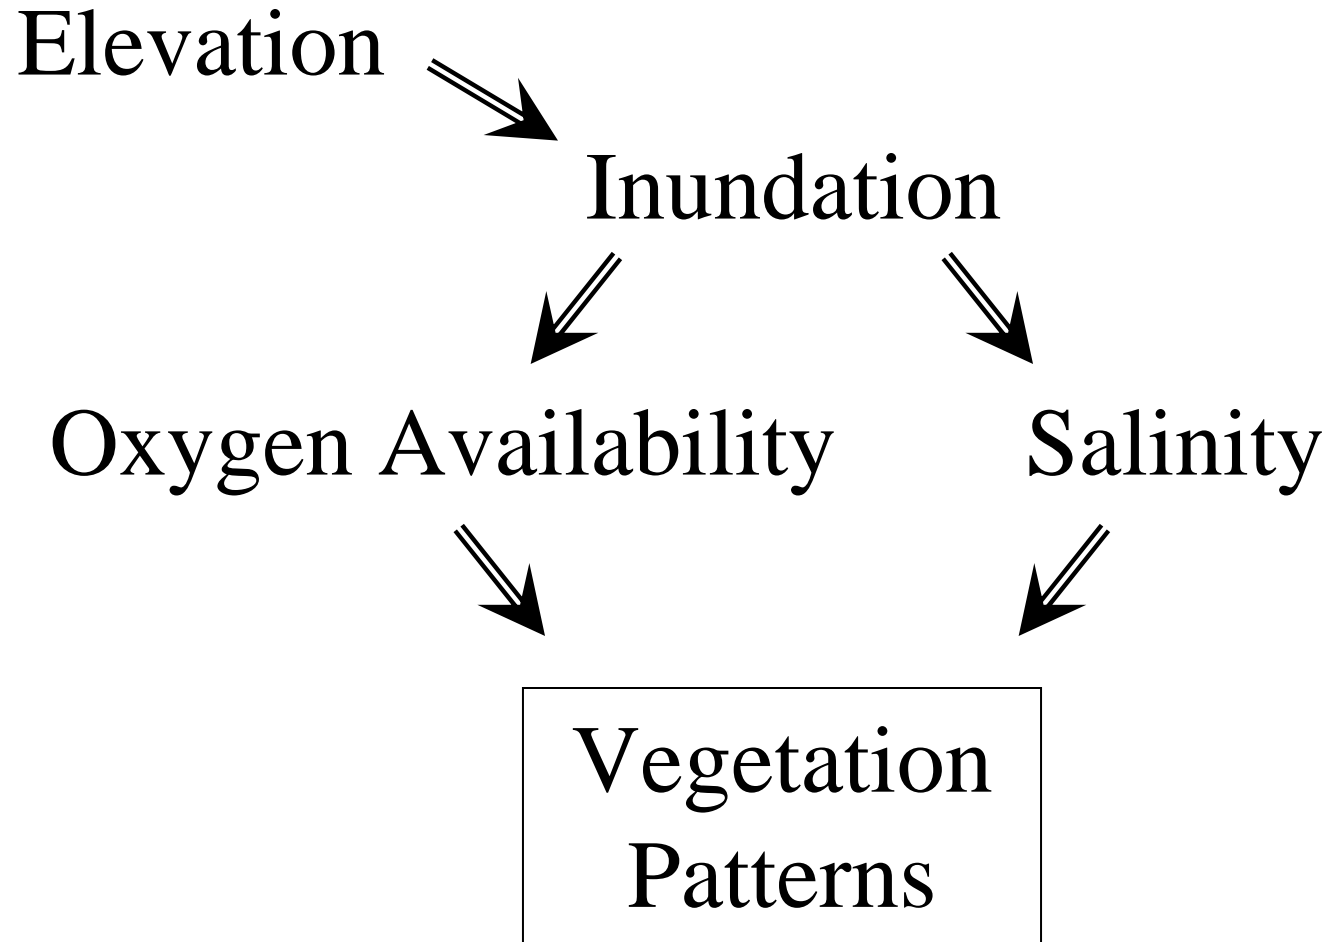 Elevation
Inundation
Oxygen Availability
Salinity
Vegetation
Patterns